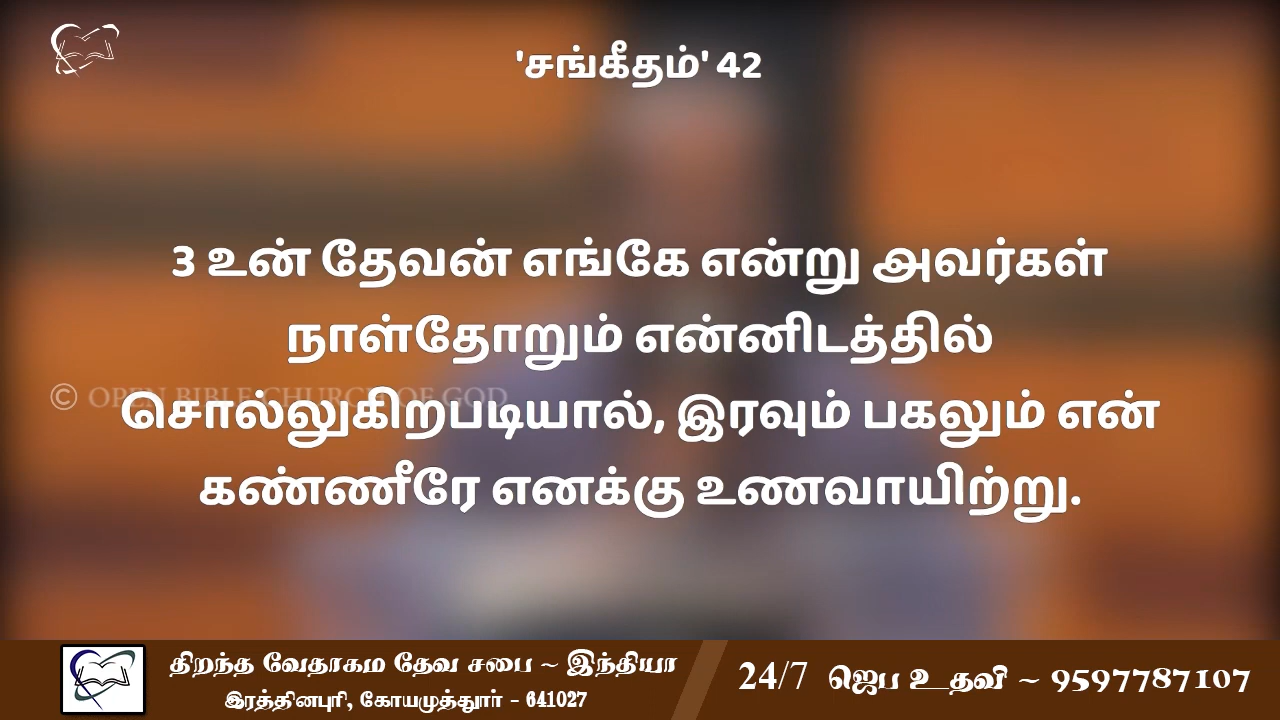 'சங்கீதம்' 42
3 உன் தேவன் எங்கே என்று அவர்கள்
நாள்தோறும் என்னிடத்தில்
© OPEN BIBLE CHURCH OF GOD
சொல்லுகிறபடியால், இரவும் பகலும் என்
கண்ணீரே எனக்கு உணவாயிற்று.
திறந்த வேதாகம தேவ சபை ~ இந்தியா
இரத்தினபுரி, கோயமுத்தூர் - 641027
24/7 ஜெப உதவி ~ 9597787107